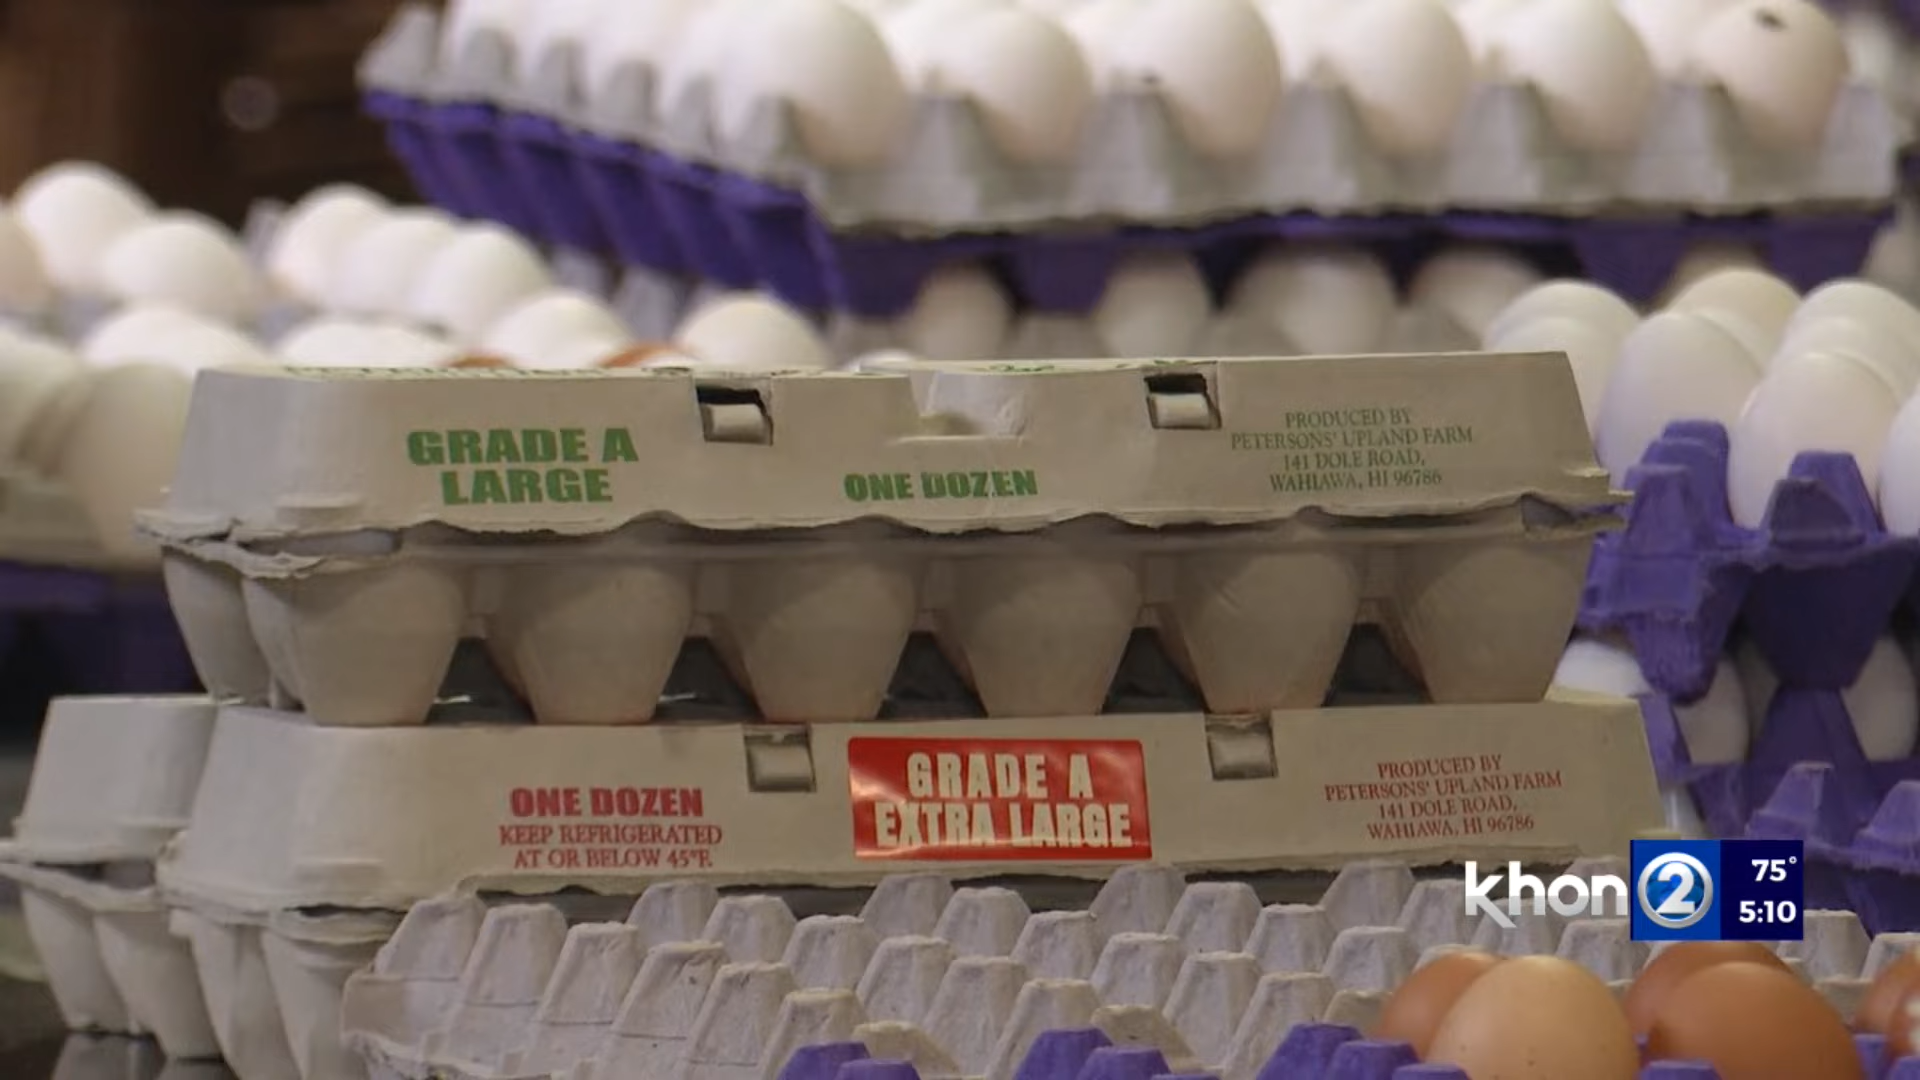 GRADE A
LARGE
ONE DOZEN
PRODUCED BY
PETERSONS' UPLAND FARM
141 DOLE ROAD,
WAHIAWA, HI 96786
ONE DOZEN
KEEP REFRIGERATED
AT OR BELOW 45°F.
GRADE A
EXTRA LARGE
PRODUCED BY
PETERSONS' UPLAND FARM
141 DOLE ROAD,
WAHIAWA, HI 96786
khon 2
75°
5:10